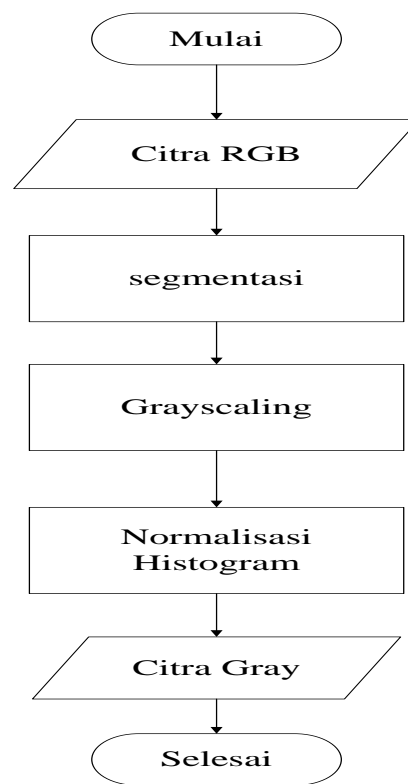 Mulai
Citra RGB
segmentasi
Grayscaling
Normalisasi
Histogram
Citra Gray
Selesai